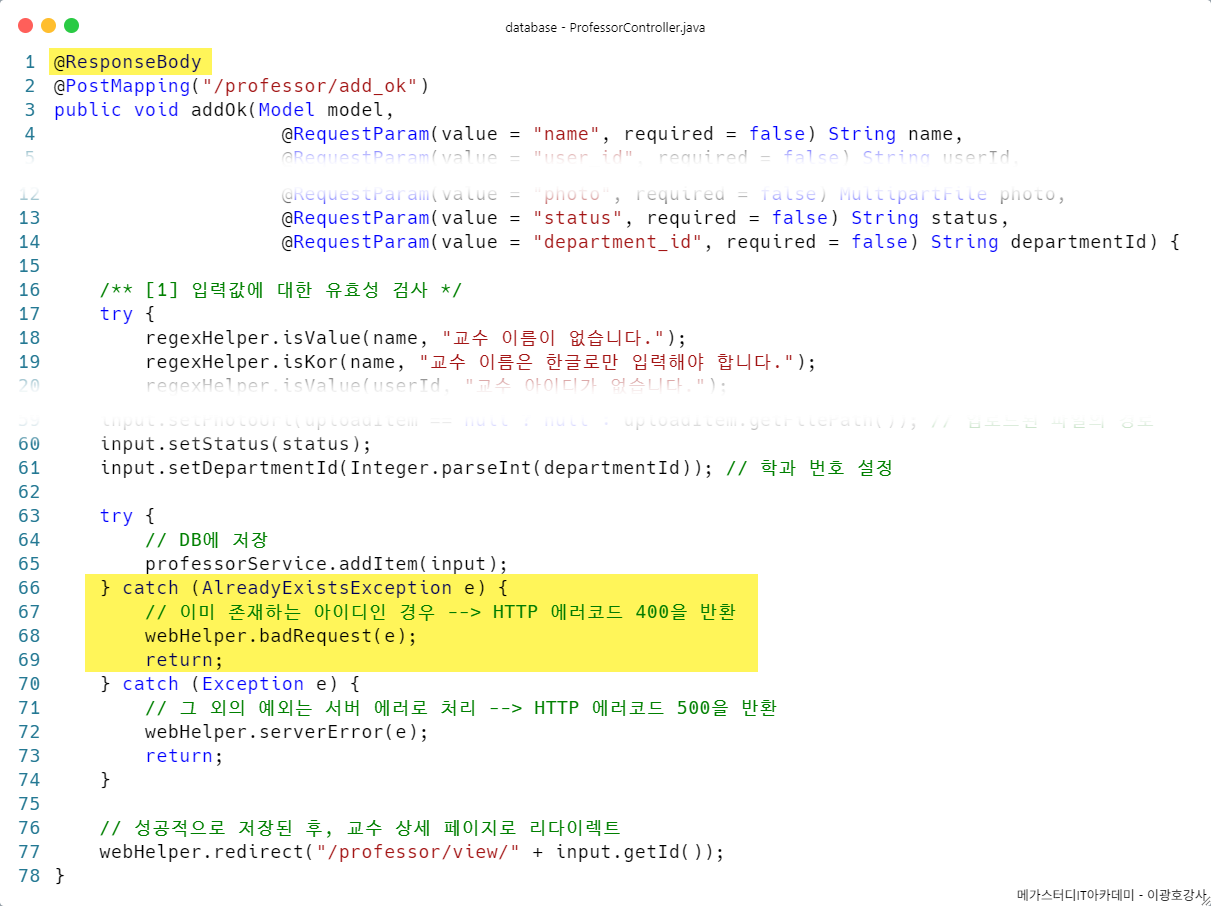 database - ProfessorController.java
1 @ResponseBody
2 @PostMapping("/professor/add_ok")
3 public void addOk(Model model,
4 @RequestParam(value = "name", required = false) String name,
5 @RequestParam(value = "user_id", required = false) String userId,
12 @RequestParam(value = "photo", required = false) MultipartFile photo,
13 @RequestParam(value = "status", required = false) String status,
14 @RequestParam(value = "department_id", required = false) String departmentId) {
15
16 /** [1] 입력값에 대한 유효성 검사 */
17 try {
18 regexHelper.isValue(name, "교수 이름이 없습니다.");
19 regexHelper.isKor(name, "교수 이름은 한글로만 입력해야 합니다.");
20 regexHelper.isValue(userId, "교수 아이디가 없습니다.");
59 input.setPhotoUrl(uploadItem == null ? null : uploadItem.getFilePath()); // 업로드된 파일의 경로
60 input.setStatus(status);
61 input.setDepartmentId(Integer.parseInt(departmentId)); // 학과 번호 설정
62
63 try {
64 // DB에 저장
65 professorService.addItem(input);
66 } catch (AlreadyExistsException e) {
67 // 이미 존재하는 아이디인 경우 --> HTTP 에러코드 400을 반환
68 webHelper.badRequest(e);
69 return;
70 } catch (Exception e) {
71 // 그 외의 예외는 서버 에러로 처리 --> HTTP 에러코드 500을 반환
72 webHelper.serverError(e);
73 return;
74 }
75
76 // 성공적으로 저장된 후, 교수 상세 페이지로 리다이렉트
77 webHelper.redirect("/professor/view/" + input.getId());
78 }
메가스터디IT아카데미 - 이광호강사